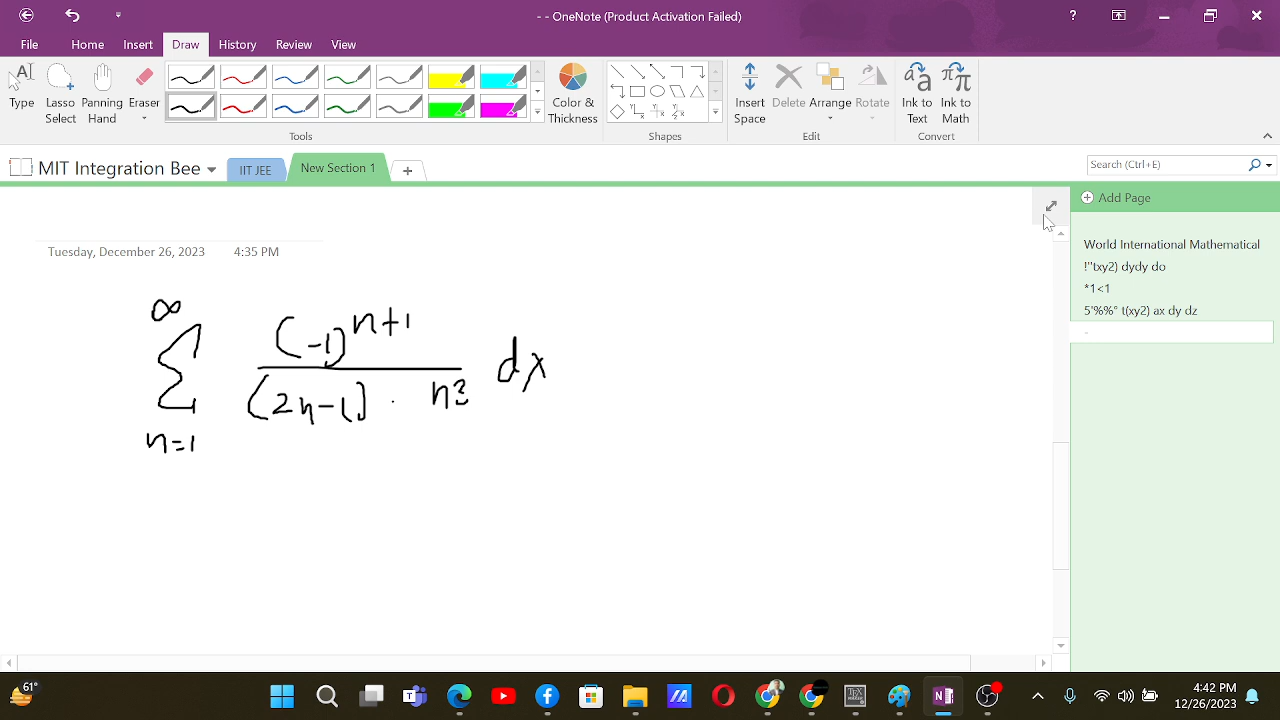 - - OneNote (Product Activation Failed)
File Home Insert Draw History Review View
Type Lasso Select Panning Hand Eraser Color & Thickness Insert Space Delete Arrange Rotate Ink to Text Ink to Math
Tools Shapes Edit Convert
MIT Integration Bee IIT JEE New Section 1 + Search (Ctrl+E)
Add Page
World International Mathematical
!''txy2) dydy do
*1<1
5'%%° t(xy2) ax dy dz
-
Tuesday, December 26, 2023 4:35 PM
∞
(-1)^{n+1}
∑ dx
(2n-1) ·
n=1
61°
4:42 PM
12/26/2023